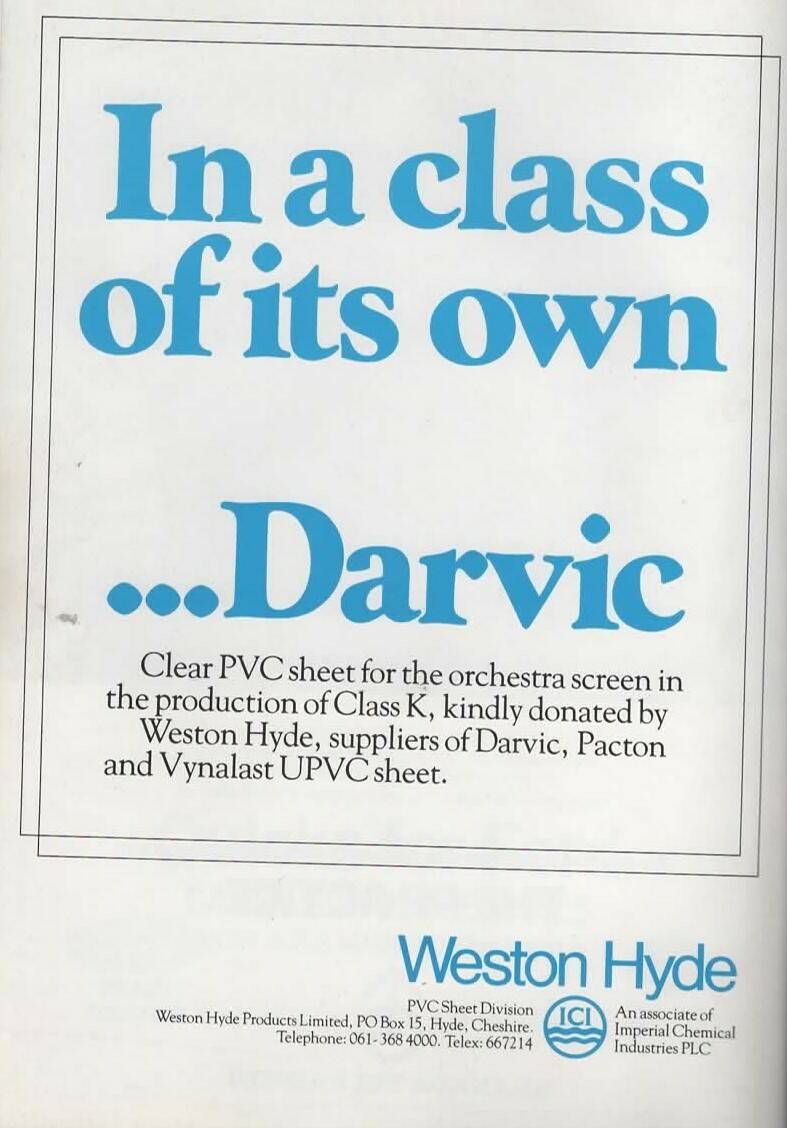 In a class
of its own
...Darvic
Clear PVC sheet for the orchestra screen in
the production of Class K, kindly donated by
Weston Hyde, suppliers of Darvic, Pacton
and Vynalast UPVC sheet.
Weston Hyde
PVC Sheet Division
Weston Hyde Products Limited, PO Box 15, Hyde, Cheshire.
Telephone: 061-368 4000. Telex: 667214
ICI
An associate of
Imperial Chemical
Industries PLC